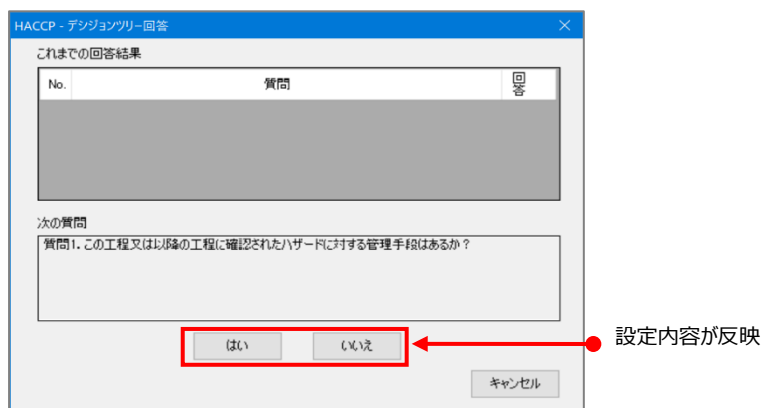 HACCP - デシジョンツリー回答
これまでの回答結果
No. 質問 回答
次の質問
質問1. この工程又は以降の工程に確認されたハザードに対する管理手段はあるか？
はい いいえ
設定内容が反映
キャンセル